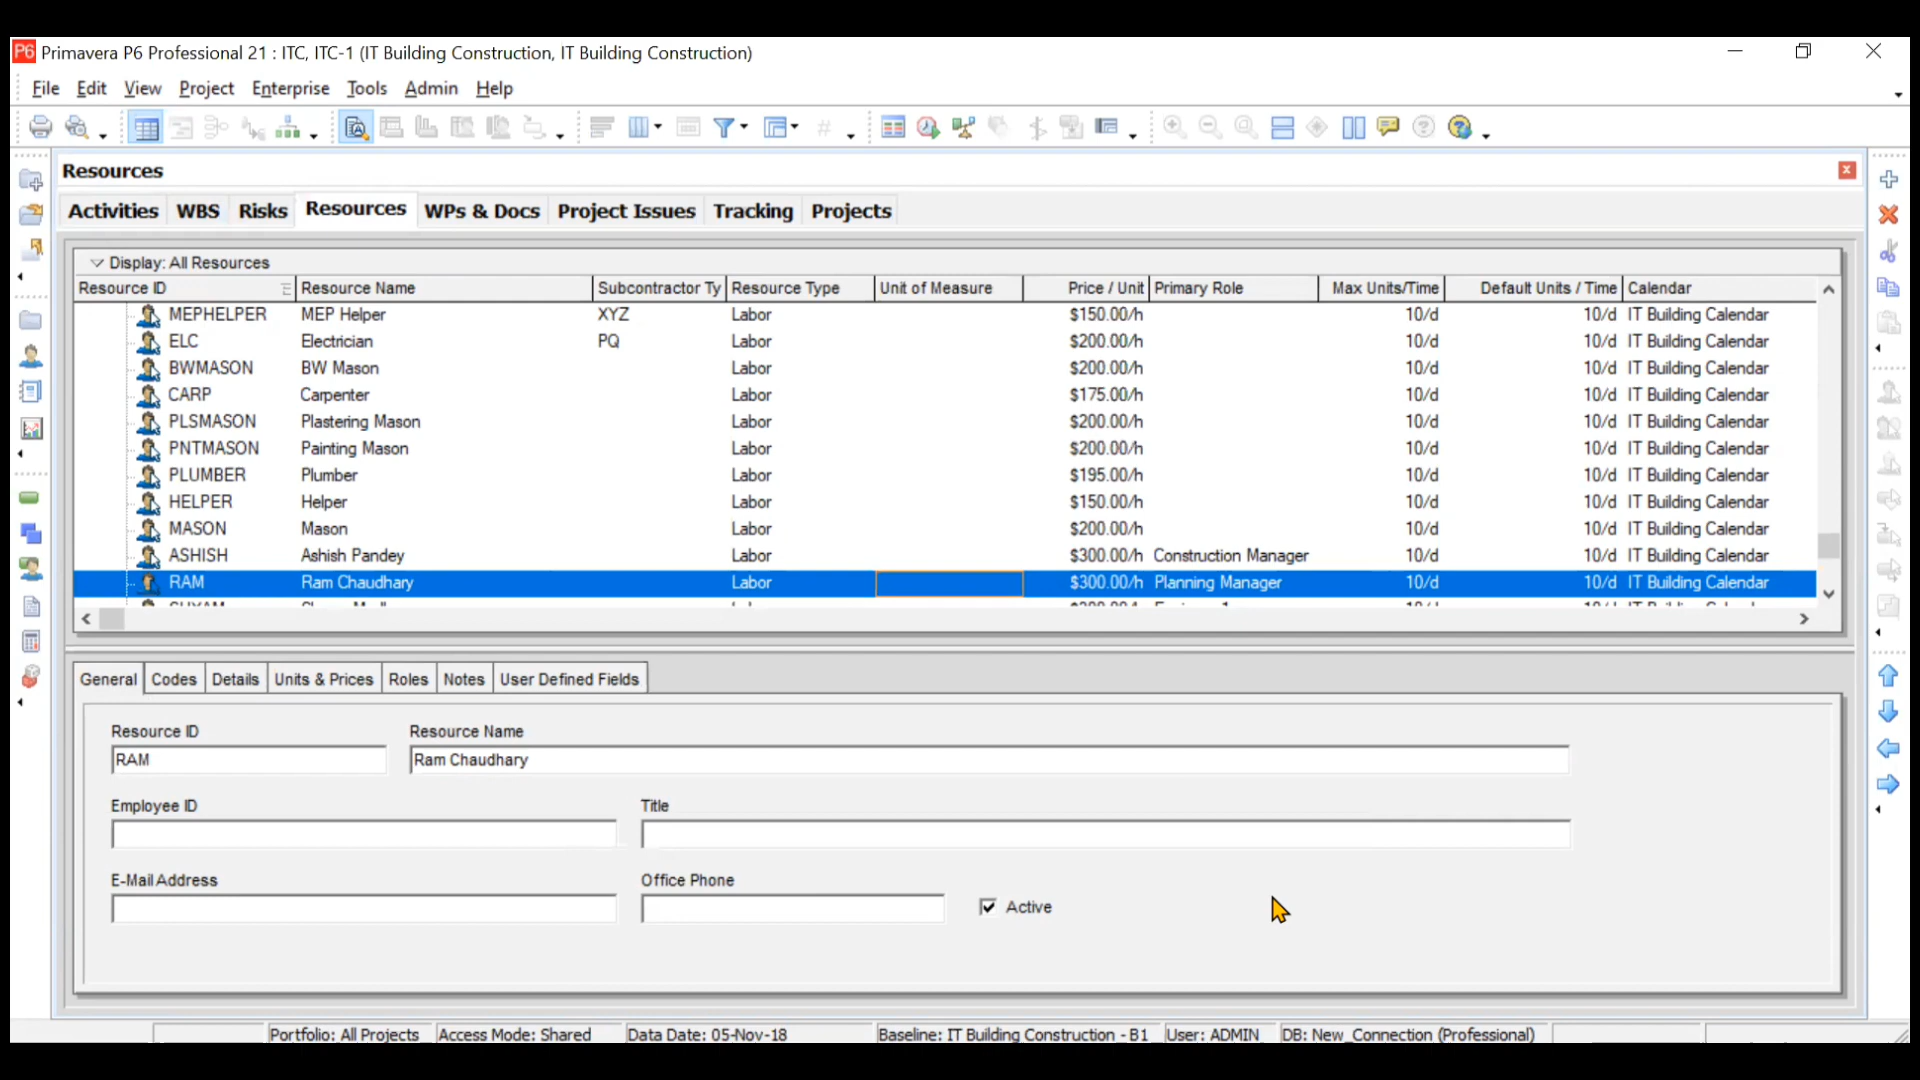 P6 Primavera P6 Professional 21 : ITC, ITC-1 (IT Building Construction, IT Building Construction)
File Edit View Project Enterprise Tools Admin Help
Resources
Activities WBS Risks Resources WPs & Docs Project Issues Tracking Projects
Display: All Resources
Resource ID Resource Name Subcontractor Ty Resource Type Unit of Measure Price / Unit Primary Role Max Units/Time Default Units / Time Calendar
MEPHELPER MEP Helper XYZ Labor $150.00/h 10/d 10/d IT Building Calendar
ELC Electrician PQ Labor $200.00/h 10/d 10/d IT Building Calendar
BWMASON BW Mason Labor $200.00/h 10/d 10/d IT Building Calendar
CARP Carpenter Labor $175.00/h 10/d 10/d IT Building Calendar
PLSMASON Plastering Mason Labor $200.00/h 10/d 10/d IT Building Calendar
PNTMASON Painting Mason Labor $200.00/h 10/d 10/d IT Building Calendar
PLUMBER Plumber Labor $195.00/h 10/d 10/d IT Building Calendar
HELPER Helper Labor $150.00/h 10/d 10/d IT Building Calendar
MASON Mason Labor $200.00/h 10/d 10/d IT Building Calendar
ASHISH Ashish Pandey Labor $300.00/h Construction Manager 10/d 10/d IT Building Calendar
RAM Ram Chaudhary Labor $300.00/h Planning Manager 10/d 10/d IT Building Calendar
General Codes Details Units & Prices Roles Notes User Defined Fields
Resource ID Resource Name
RAM Ram Chaudhary
Employee ID Title
E-Mail Address Office Phone
Active
Portfolio: All Projects Access Mode: Shared Data Date: 05-Nov-18 Baseline: IT Building Construction - B1 User: ADMIN DB: New_Connection (Professional)